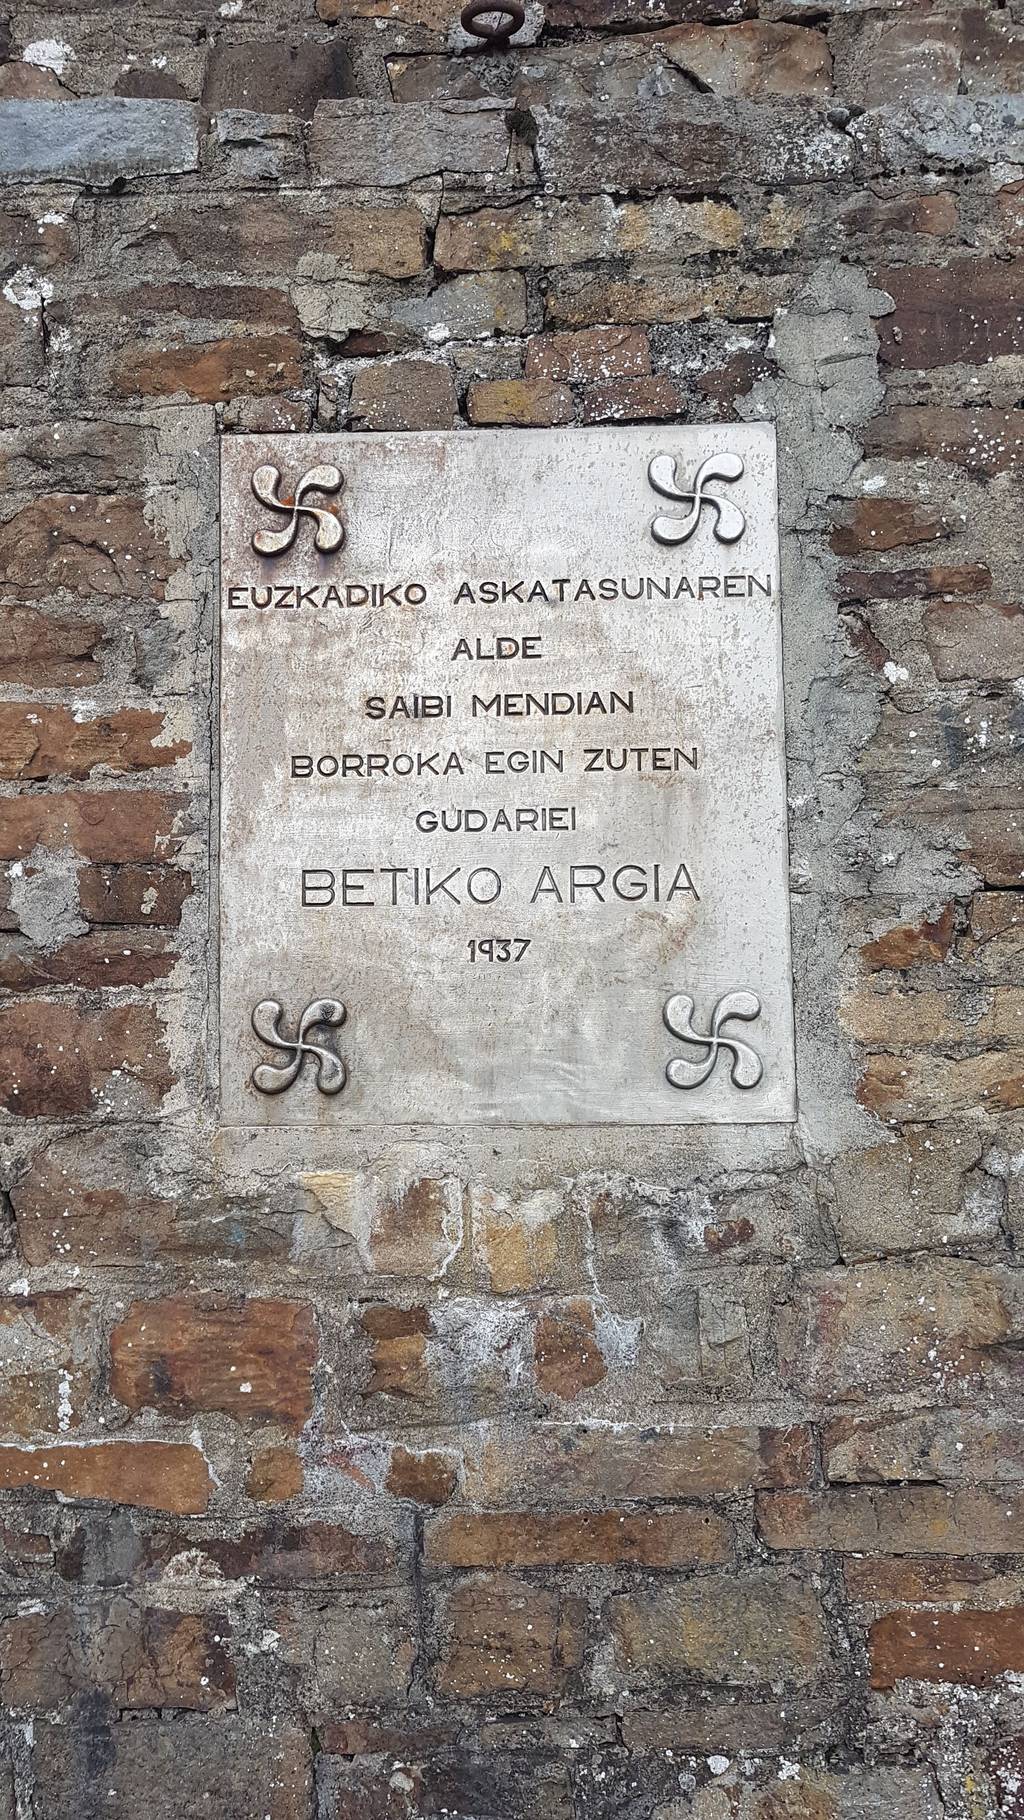 EUZKADIKO ASKATASUNAREN
ALDE
SAIBI MENDIAN
BORROKA EGIN ZUTEN
GUDARIEI
BETIKO ARGIA
1937